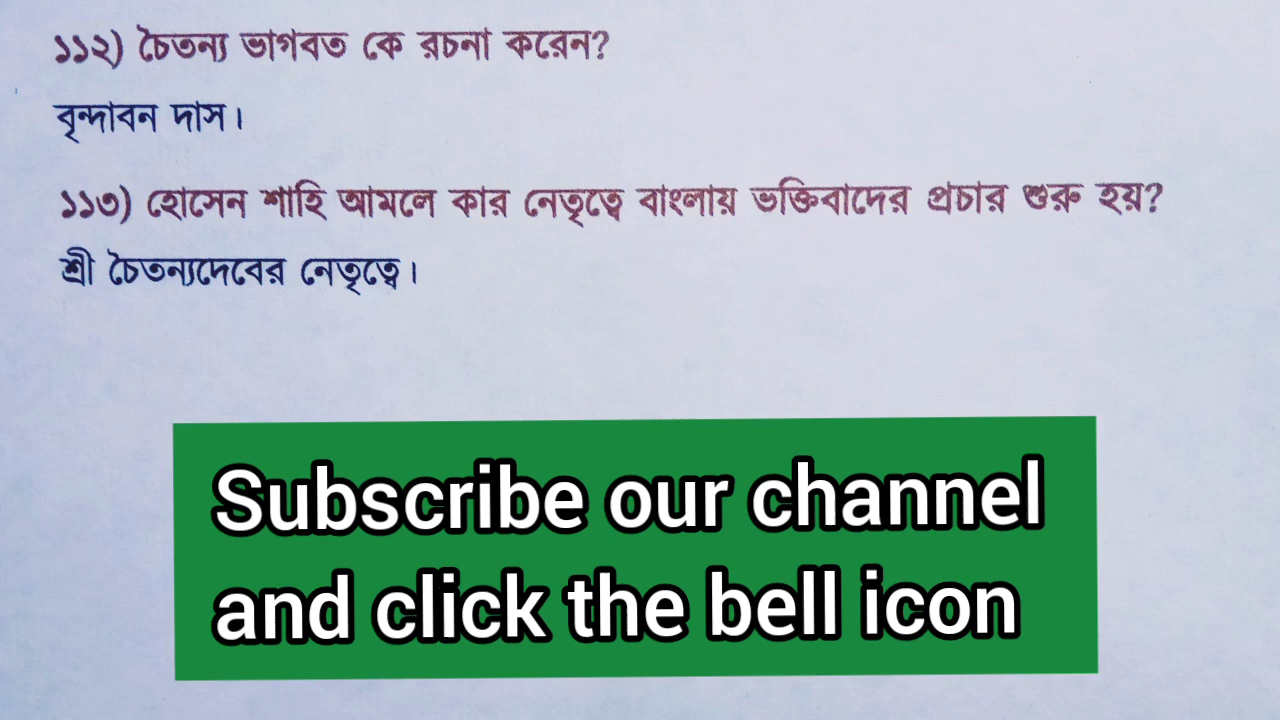 ১১২) চৈতন্য ভাগবত কে রচনা করেন?
বৃন্দাবন দাস।
১১৩) হোসেন শাহি আমলে কার নেতৃত্বে বাংলায় ভক্তিবাদের প্রচার শুরু হয়?
শ্রী চৈতন্যদেবের নেতৃত্বে।
Subscribe our channel
and click the bell icon